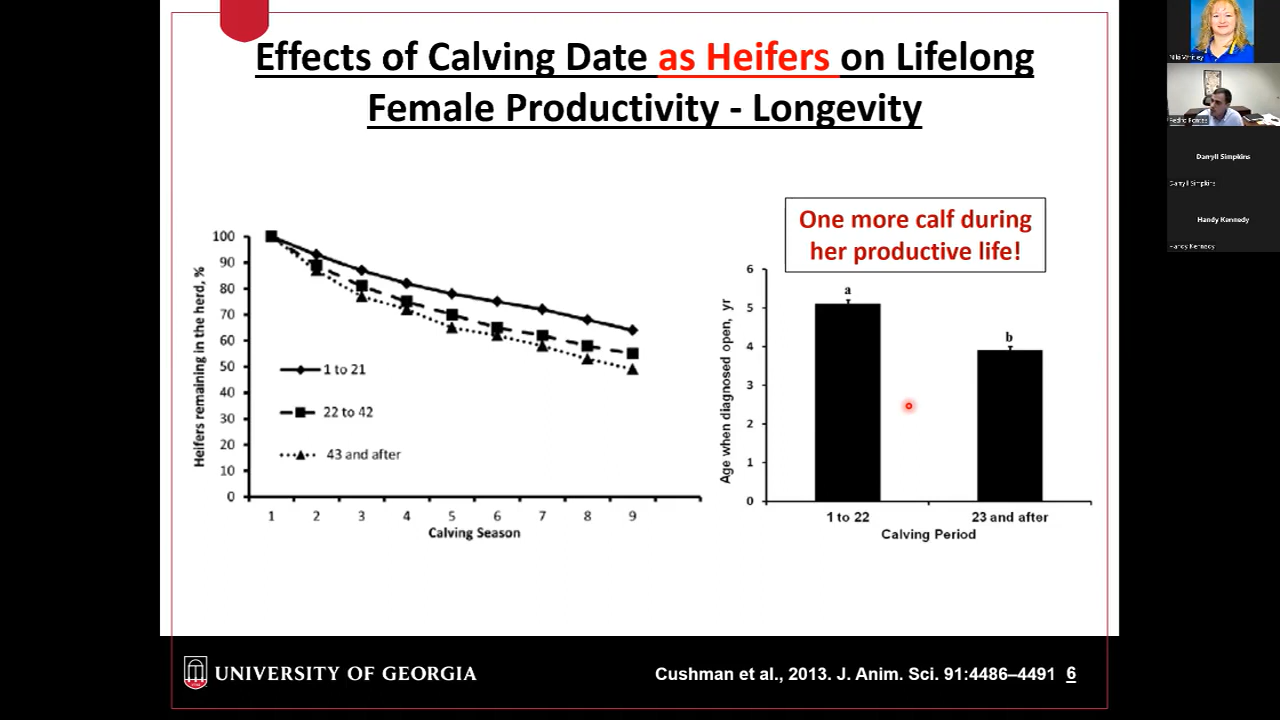 Effects of Calving Date as Heifers on Lifelong
Female Productivity - Longevity
Heifers remaining in the herd, %
100
90
80
70
60
50
40
30
20
10
0
1 to 21
22 to 42
43 and after
1 2 3 4 5 6 7 8 9
Calving Season
One more calf during
her productive life!
Age when diagnosed open, yr
6
5
4
3
2
1
0
a
b
1 to 22
23 and after
Calving Period
UNIVERSITY OF GEORGIA
Cushman et al., 2013. J. Anim. Sci. 91:4486–4491 6
Pedro Fontes
Darryll Simpkins
Darryll Simpkins
Handy Kennedy
Handy Kennedy